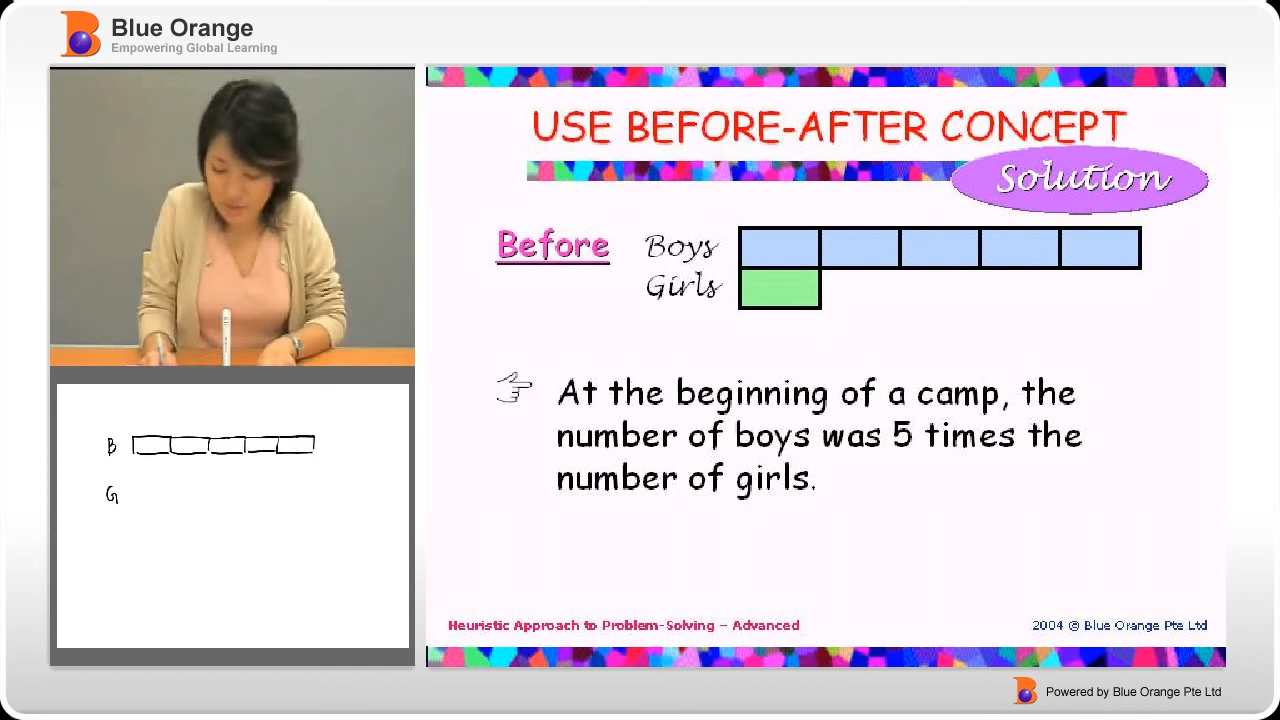 Blue Orange
Empowering Global Learning
USE BEFORE-AFTER CONCEPT
Solution
Before
Boys
Girls
At the beginning of a camp, the
number of boys was 5 times the
number of girls.
B
G
Heuristic Approach to Problem-Solving – Advanced
2004 © Blue Orange Pte Ltd
Powered by Blue Orange Pte Ltd